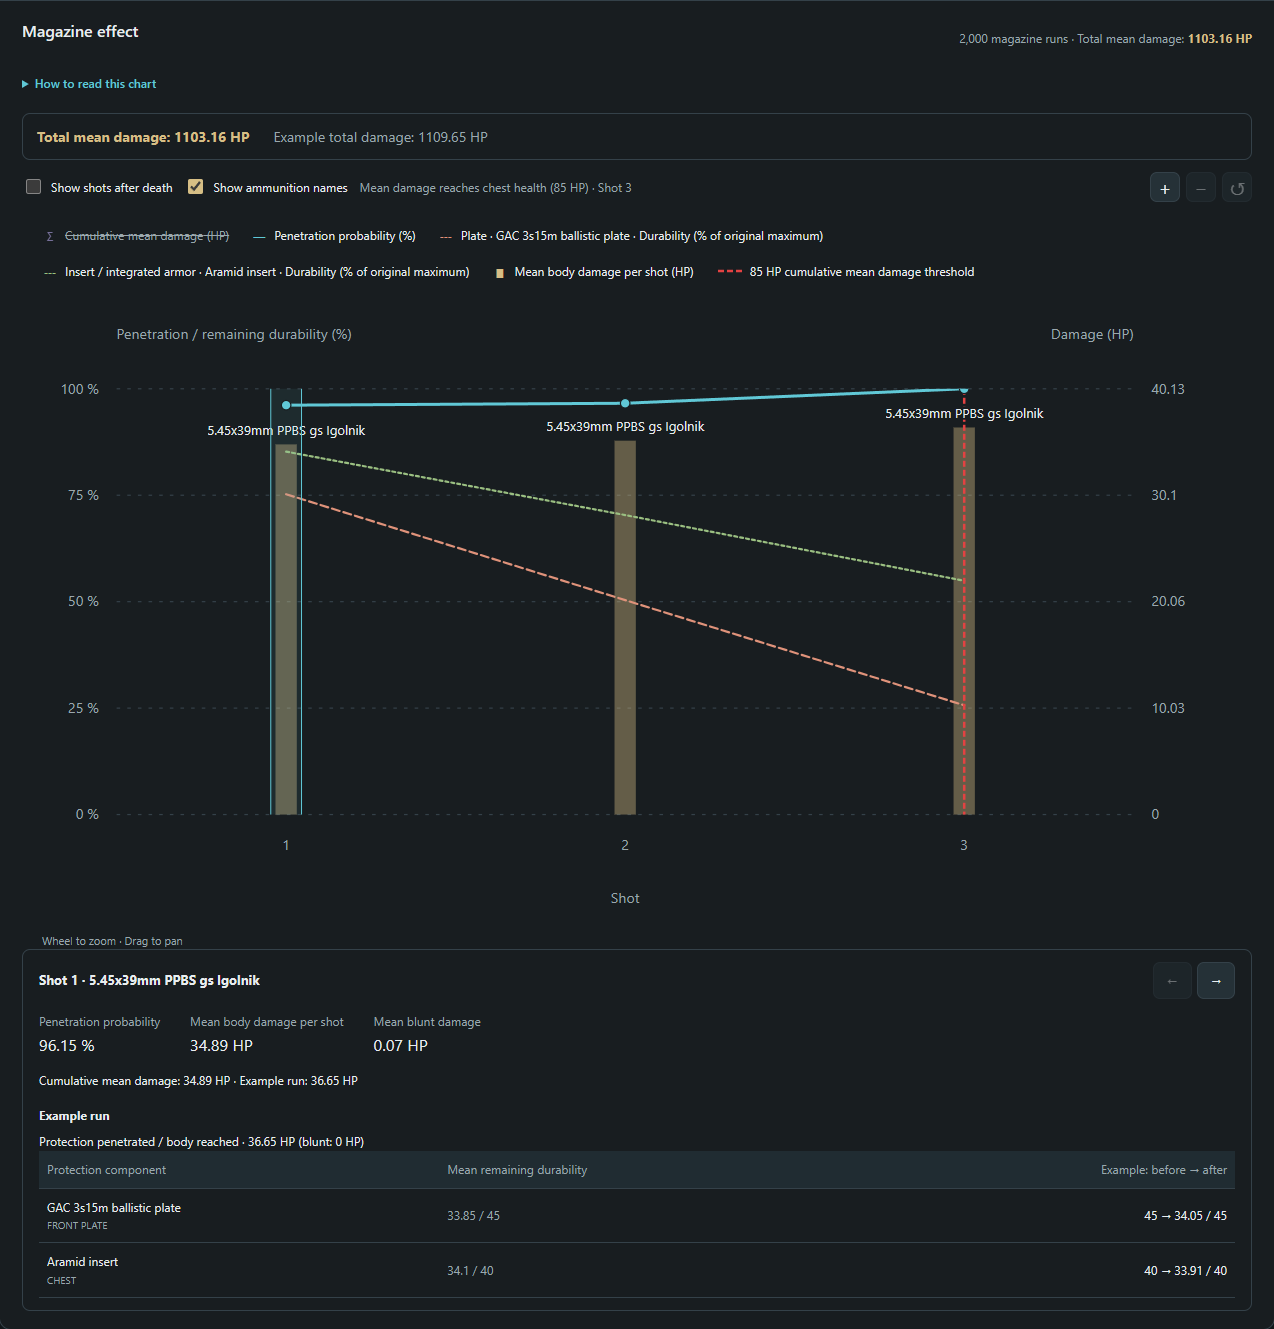 Magazine effect
2,000 magazine runs · Total mean damage: 1103.16 HP
▶ How to read this chart
Total mean damage: 1103.16 HP Example total damage: 1109.65 HP
Show shots after death Show ammunition names Mean damage reaches chest health (85 HP) · Shot 3
+ − ↺
Σ Cumulative mean damage (HP) — Penetration probability (%) --- Plate · GAC 3s15m ballistic plate · Durability (% of original maximum)
--- Insert / integrated armor · Aramid insert · Durability (% of original maximum) Mean body damage per shot (HP) 85 HP cumulative mean damage threshold
Penetration / remaining durability (%) Damage (HP)
100 % 40.13
5.45x39mm PPBS gs Igolnik 5.45x39mm PPBS gs Igolnik 5.45x39mm PPBS gs Igolnik
75 % 30.1
50 % 20.06
25 % 10.03
0 % 0
1 2 3
Shot
Wheel to zoom · Drag to pan
Shot 1 · 5.45x39mm PPBS gs Igolnik ← →
Penetration probability Mean body damage per shot Mean blunt damage
96.15 % 34.89 HP 0.07 HP
Cumulative mean damage: 34.89 HP · Example run: 36.65 HP
Example run
Protection penetrated / body reached · 36.65 HP (blunt: 0 HP)
Protection component Mean remaining durability Example: before → after
GAC 3s15m ballistic plate
FRONT PLATE 33.85 / 45 45 → 34.05 / 45
Aramid insert
CHEST 34.1 / 40 40 → 33.91 / 40